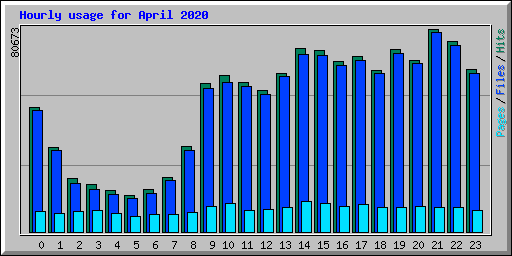 Hourly usage for April 2020
80673
Pages / Files / Hits
0 1 2 3 4 5 6 7 8 9 10 11 12 13 14 15 16 17 18 19 20 21 22 23